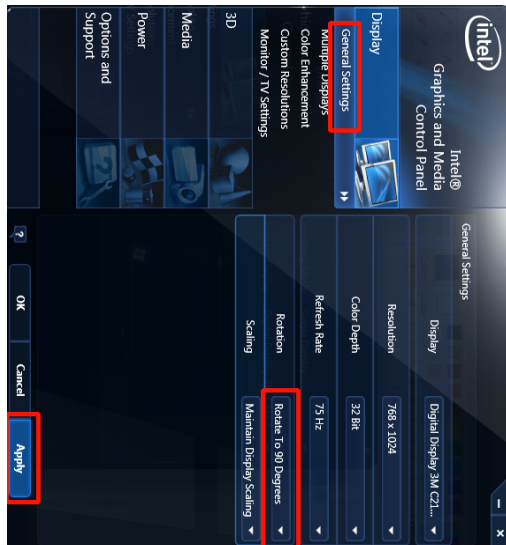 intel
Intel®
Graphics and Media
Control Panel
Display
General Settings
Multiple Displays
Color Enhancement
Custom Resolutions
Monitor / TV Settings
3D
Media
Power
Options and
Support
General Settings
Display
Digital Display 3M C21...
Resolution
768 x 1024
Color Depth
32 Bit
Refresh Rate
75 Hz
Rotation
Rotate To 90 Degrees
Scaling
Maintain Display Scaling
?
OK
Cancel
Apply